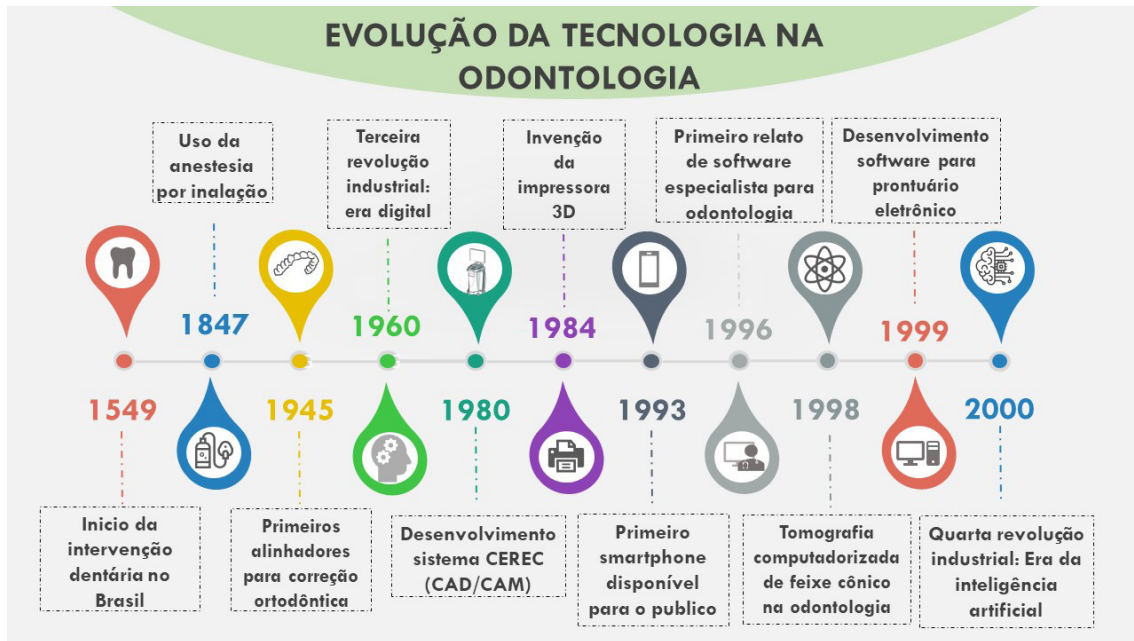 EVOLUÇÃO DA TECNOLOGIA NA
ODONTOLOGIA
Uso da
anestesia
por inalação
Terceira
revolução
industrial:
era digital
Invenção
da
impressora
3D
Primeiro relato
de software
especialista para
odontologia
Desenvolvimento
software para
prontuário
eletrônico
1847
1960
1984
1996
1999
1549
1945
1980
1993
1998
2000
Inicio da
intervenção
dentária no
Brasil
Primeiros
alinhadores
para correção
ortodôntica
Desenvolvimento
sistema CEREC
(CAD/CAM)
Primeiro
smartphone
disponível
para o publico
Tomografia
computadorizada
de feixe cônico
na odontologia
Quarta revolução
industrial: Era da
inteligência
artificial